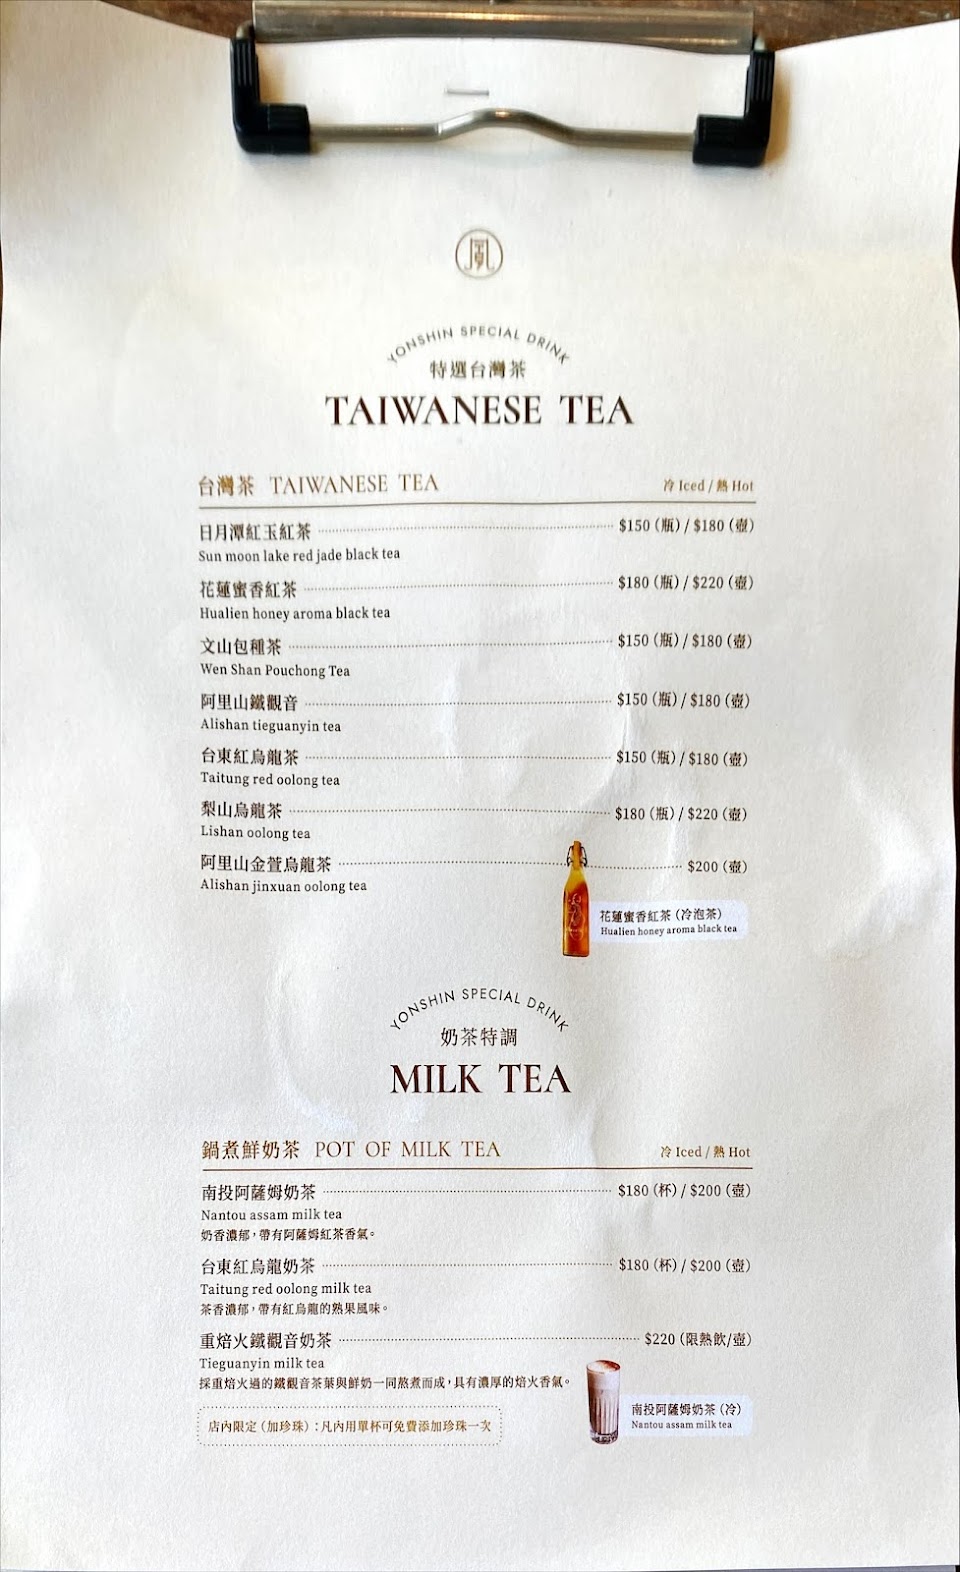 YONSHIN SPECIAL DRINK
特選台灣茶
TAIWANESE TEA
台灣茶 TAIWANESE TEA 冷 Iced / 熱 Hot
日月潭紅玉紅茶 $150 (瓶) / $180 (壺)
Sun moon lake red jade black tea
花蓮蜜香紅茶 $180 (瓶) / $220 (壺)
Hualien honey aroma black tea
文山包種茶 $150 (瓶) / $180 (壺)
Wen Shan Pouchong Tea
阿里山鐵觀音 $150 (瓶) / $180 (壺)
Alishan tieguanyin tea
台東紅烏龍茶 $150 (瓶) / $180 (壺)
Taitung red oolong tea
梨山烏龍茶 $180 (瓶) / $220 (壺)
Lishan oolong tea
阿里山金萱烏龍茶 $200 (壺)
Alishan jinxuan oolong tea
花蓮蜜香紅茶 (冷泡茶)
Hualien honey aroma black tea
YONSHIN SPECIAL DRINK
奶茶特調
MILK TEA
鍋煮鮮奶茶 POT OF MILK TEA 冷 Iced / 熱 Hot
南投阿薩姆奶茶 $180 (杯) / $200 (壺)
Nantou assam milk tea
奶香濃郁，帶有阿薩姆紅茶香氣。
台東紅烏龍奶茶 $180 (杯) / $200 (壺)
Taitung red oolong milk tea
茶香濃郁，帶有紅烏龍的熟果風味。
重焙火鐵觀音奶茶 $220 (限熱飲/壺)
Tieguanyin milk tea
採重焙火過的鐵觀音茶葉與鮮奶一同熬煮而成，具有濃厚的焙火香氣。
店內限定 (加珍珠)：凡內用單杯可免費添加珍珠一次
南投阿薩姆奶茶 (冷)
Nantou assam milk tea